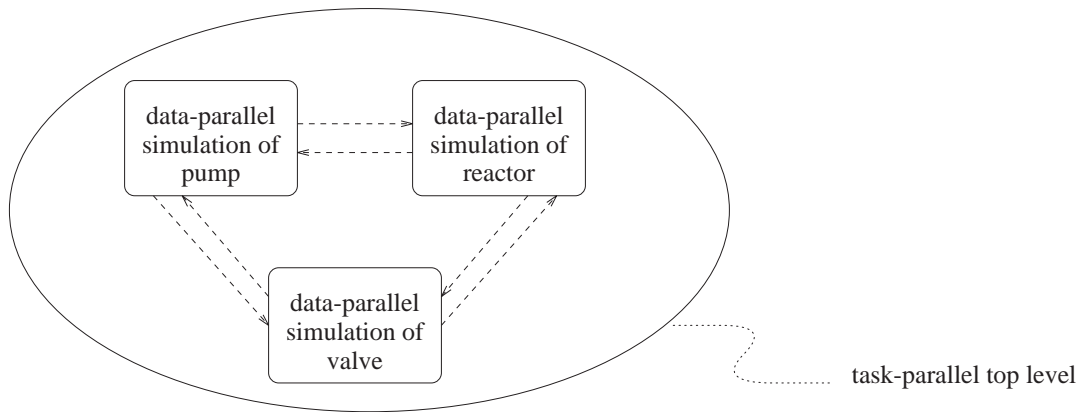 data-parallel
simulation of
pump
data-parallel
simulation of
reactor
data-parallel
simulation of
valve
task-parallel top level